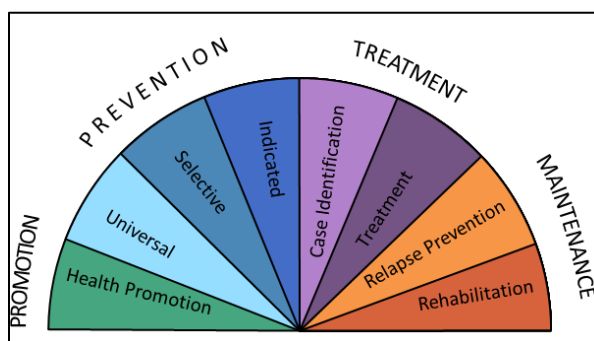 PROMOTION
PREVENTION
TREATMENT
MAINTENANCE
Health Promotion
Universal
Selective
Indicated
Case Identification
Treatment
Relapse Prevention
Rehabilitation